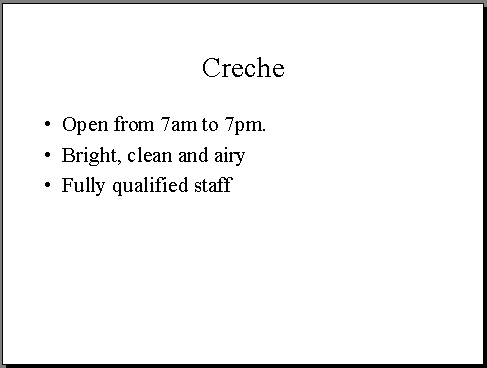 Creche
• Open from 7am to 7pm.
• Bright, clean and airy
• Fully qualified staff